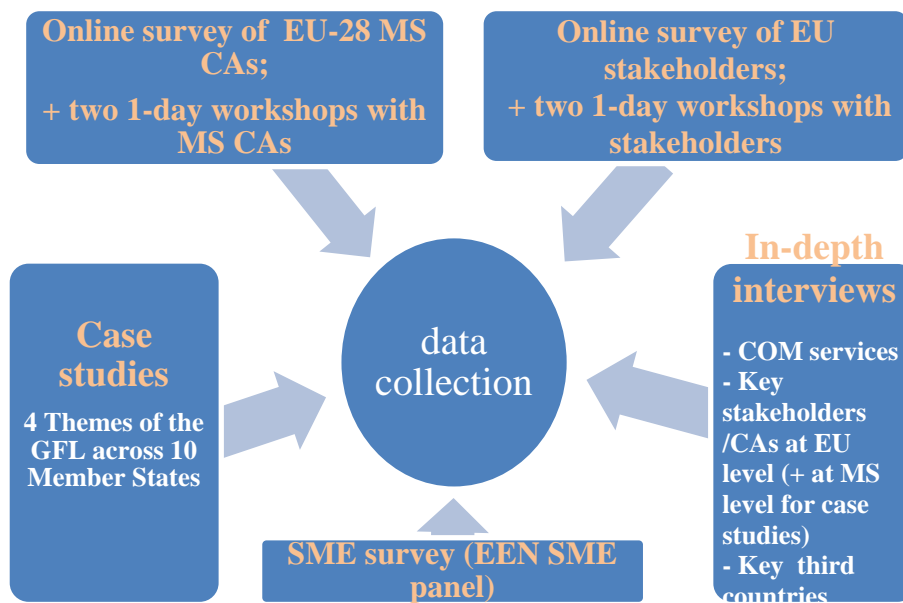 Online survey of EU-28 MS
CAs;
+ two 1-day workshops with
MS CAs
Online survey of EU
stakeholders;
+ two 1-day workshops with
stakeholders
Case
studies
4 Themes of the
GFL across 10
Member States
data
collection
In-depth
interviews
- COM services
- Key
stakeholders
/CAs at EU
level (+ at MS
level for case
studies)
- Key third
countries
SME survey (EEN SME
panel)